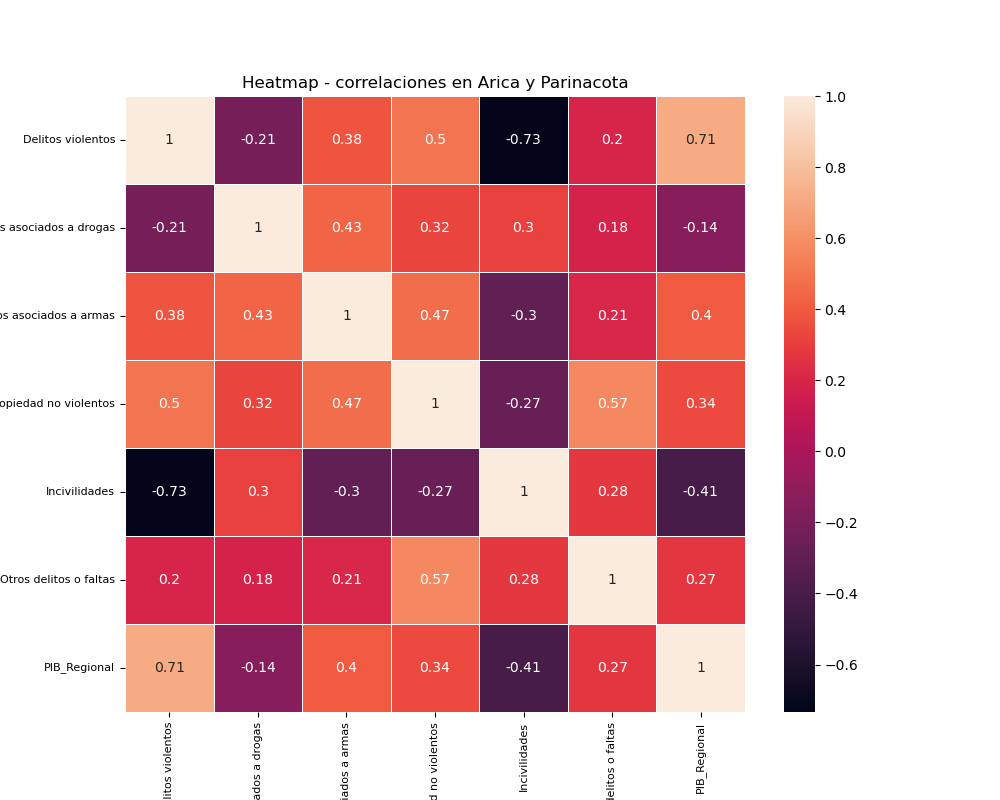 Heatmap - correlaciones en Arica y Parinacota
Delitos violentos 1 -0.21 0.38 0.5 -0.73 0.2 0.71
s asociados a drogas -0.21 1 0.43 0.32 0.3 0.18 -0.14
os asociados a armas 0.38 0.43 1 0.47 -0.3 0.21 0.4
opiedad no violentos 0.5 0.32 0.47 1 -0.27 0.57 0.34
Incivilidades -0.73 0.3 -0.3 -0.27 1 0.28 -0.41
Otros delitos o faltas 0.2 0.18 0.21 0.57 0.28 1 0.27
PIB_Regional 0.71 -0.14 0.4 0.34 -0.41 0.27 1
litos violentos
ados a drogas
iados a armas
d no violentos
Incivilidades
delitos o faltas
PIB_Regional
1.0
0.8
0.6
0.4
0.2
0.0
−0.2
−0.4
−0.6